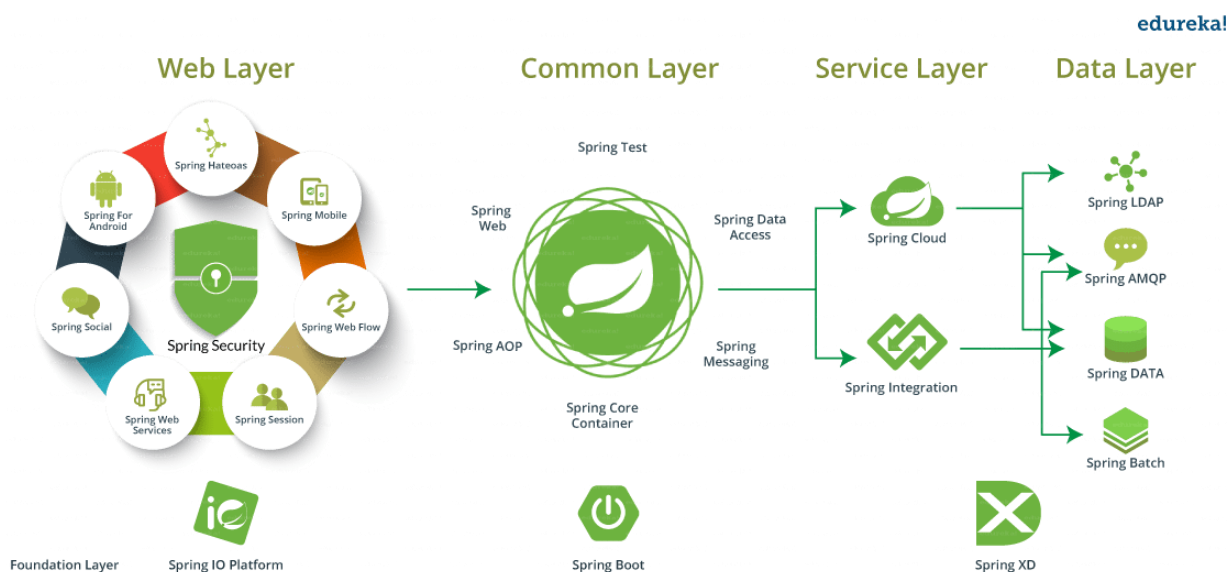 edureka!
Web Layer
Common Layer
Service Layer
Data Layer
Spring Hateoas
Spring For
Android
Spring Mobile
Spring Social
Spring Web Flow
Spring Security
Spring Web
Services
Spring Session
Spring Test
Spring
Web
Spring Data
Access
Spring AOP
Spring
Messaging
Spring Core
Container
Spring Cloud
Spring Integration
Spring LDAP
Spring AMQP
Spring DATA
Spring Batch
Foundation Layer
iO
Spring IO Platform
Spring Boot
XD
Spring XD